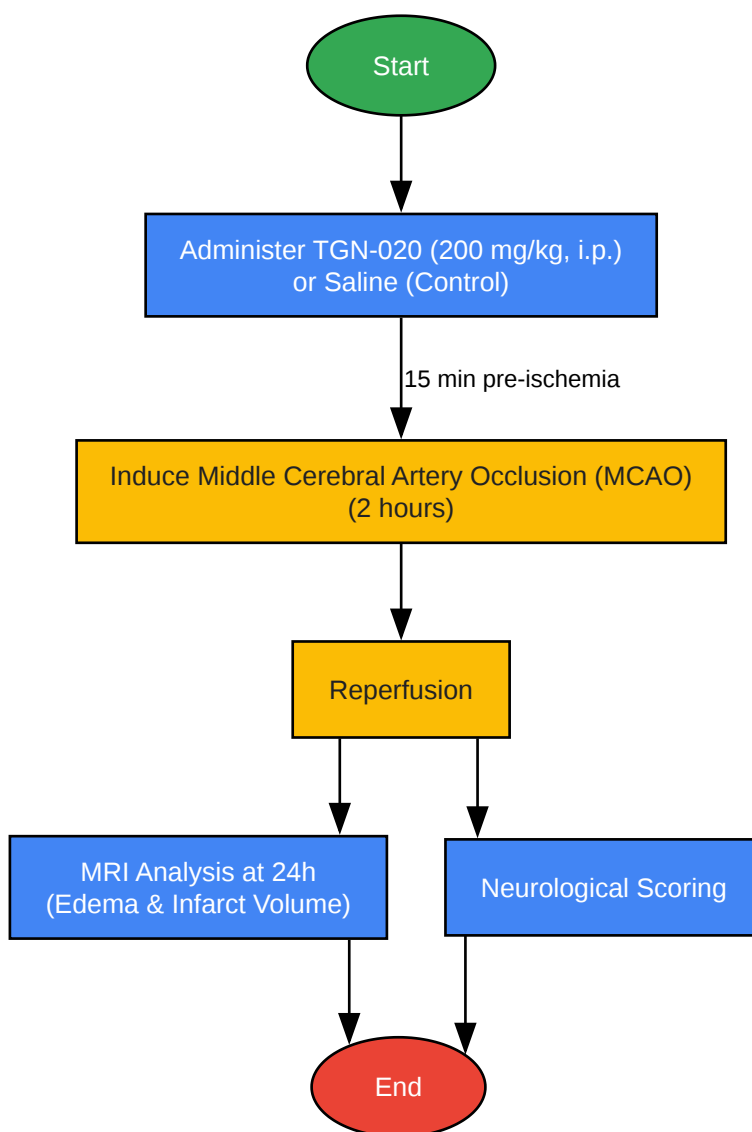 Start
Administer TGN-020 (200 mg/kg, i.p.)
or Saline (Control)
15 min pre-ischemia
Induce Middle Cerebral Artery Occlusion (MCAO)
(2 hours)
Reperfusion
MRI Analysis at 24h
(Edema & Infarct Volume)
Neurological Scoring
End